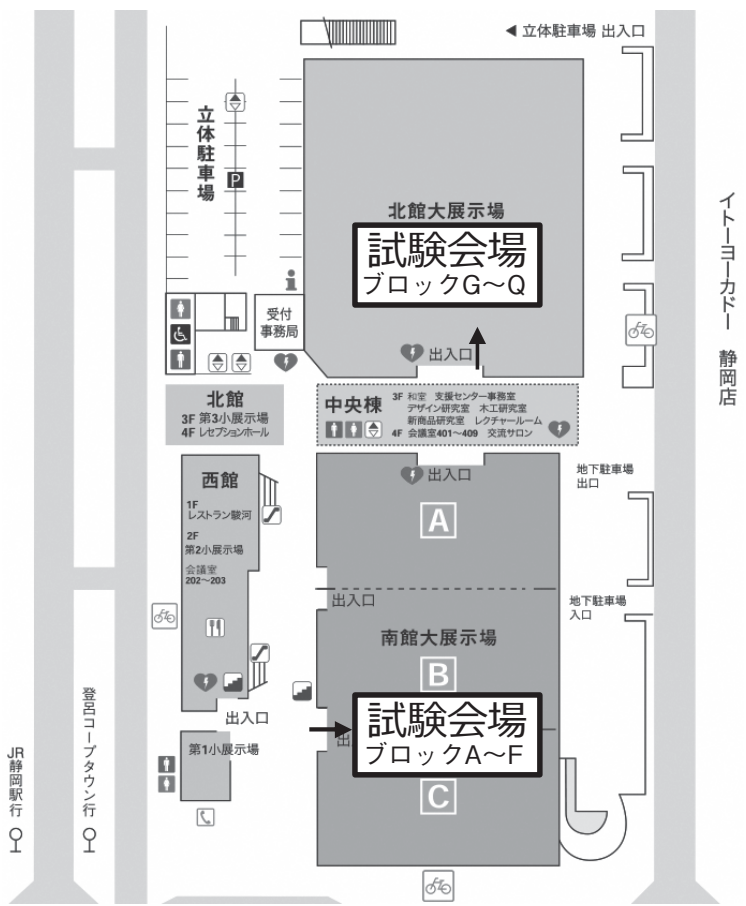 ◀ 立体駐車場 出入口
立体駐車場
P
北館大展示場
試験会場
ブロックG～Q
イトーヨーカドー 静岡店
i
受付
事務局
出入口
北館
3F 第3小展示場
4F レセプションホール
中央棟
3F 和室 支援センター事務室
デザイン研究室 木工研究室
新商品研究室 レクチャールーム
4F 会議室401～409 交流サロン
西館
1F
レストラン駿河
2F
第2小展示場
会議室
202～203
出入口
A
地下駐車場
出口
出入口
地下駐車場
入口
南館大展示場
B
試験会場
ブロックA～F
出入口
第1小展示場
C
登呂コープタウン行
JR静岡駅行